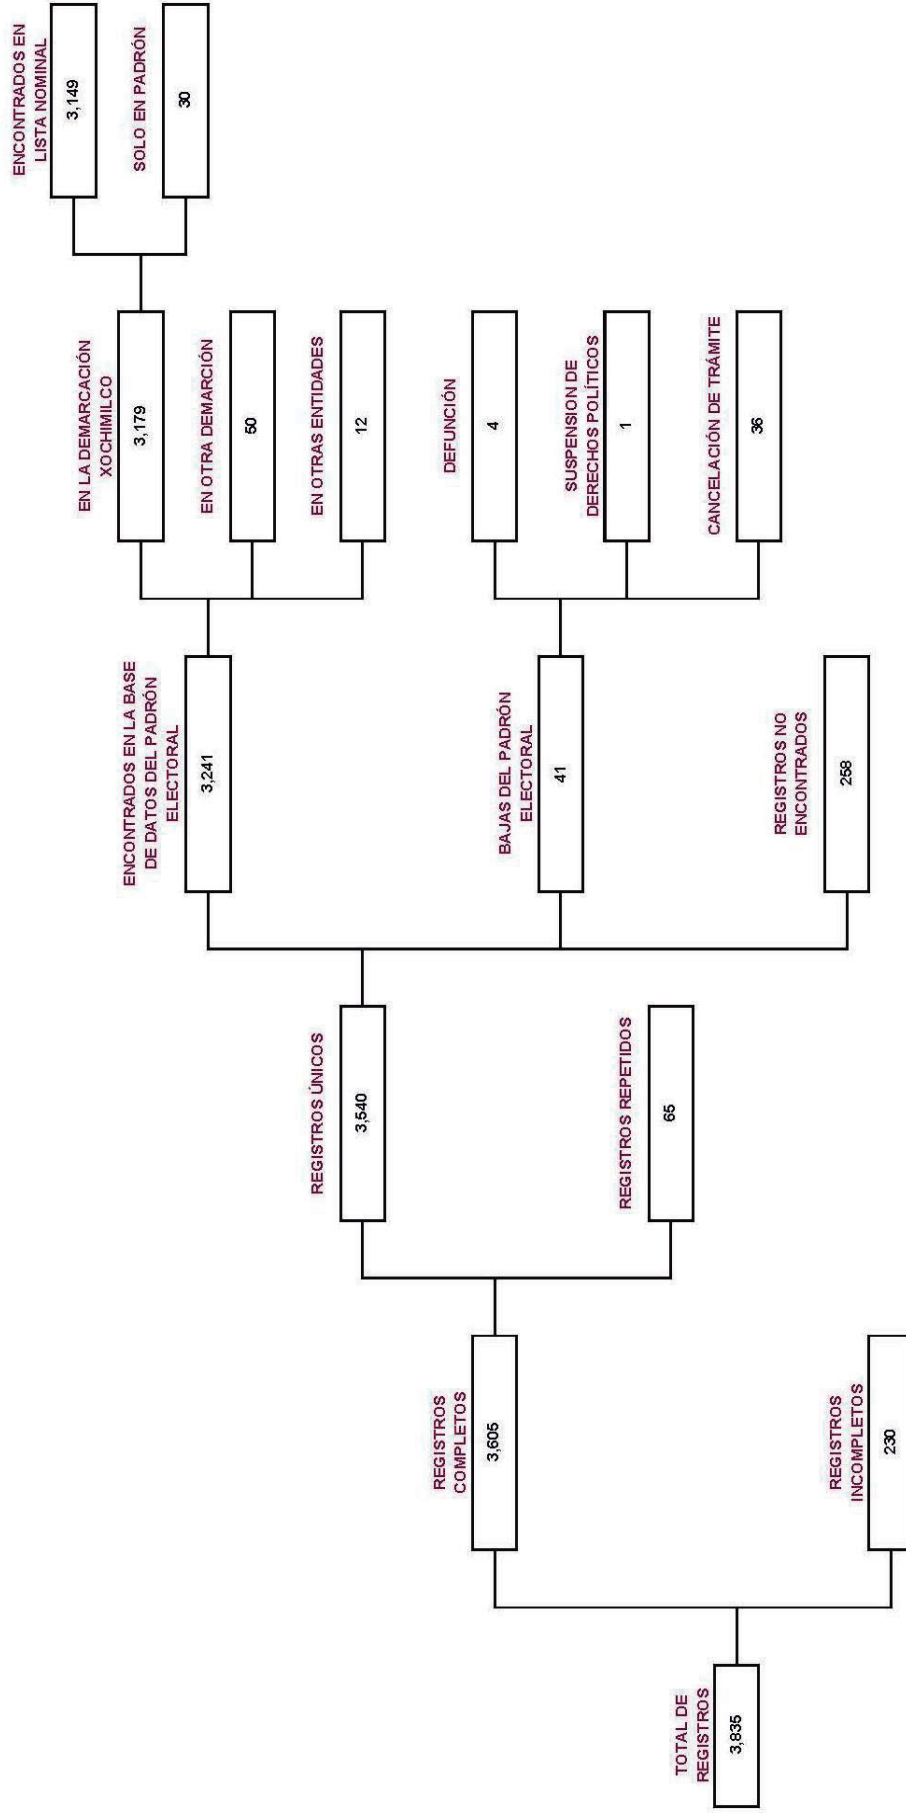 TOTAL DE
REGISTROS
3,835
REGISTROS
COMPLETOS
3,605
REGISTROS
INCOMPLETOS
230
REGISTROS ÚNICOS
3,540
REGISTROS REPETIDOS
65
ENCONTRADOS EN LA BASE
DE DATOS DEL PADRÓN
ELECTORAL
3,241
BAJAS DEL PADRÓN
ELECTORAL
41
REGISTROS NO
ENCONTRADOS
258
EN LA DEMARCACIÓN
XOCHIMILCO
3,179
EN OTRA DEMARCIÓN
50
EN OTRAS ENTIDADES
12
DEFUNCIÓN
4
SUSPENSION DE
DERECHOS POLÍTICOS
1
CANCELACIÓN DE TRÁMITE
36
ENCONTRADOS EN
LISTA NOMINAL
3,149
SOLO EN PADRÓN
30